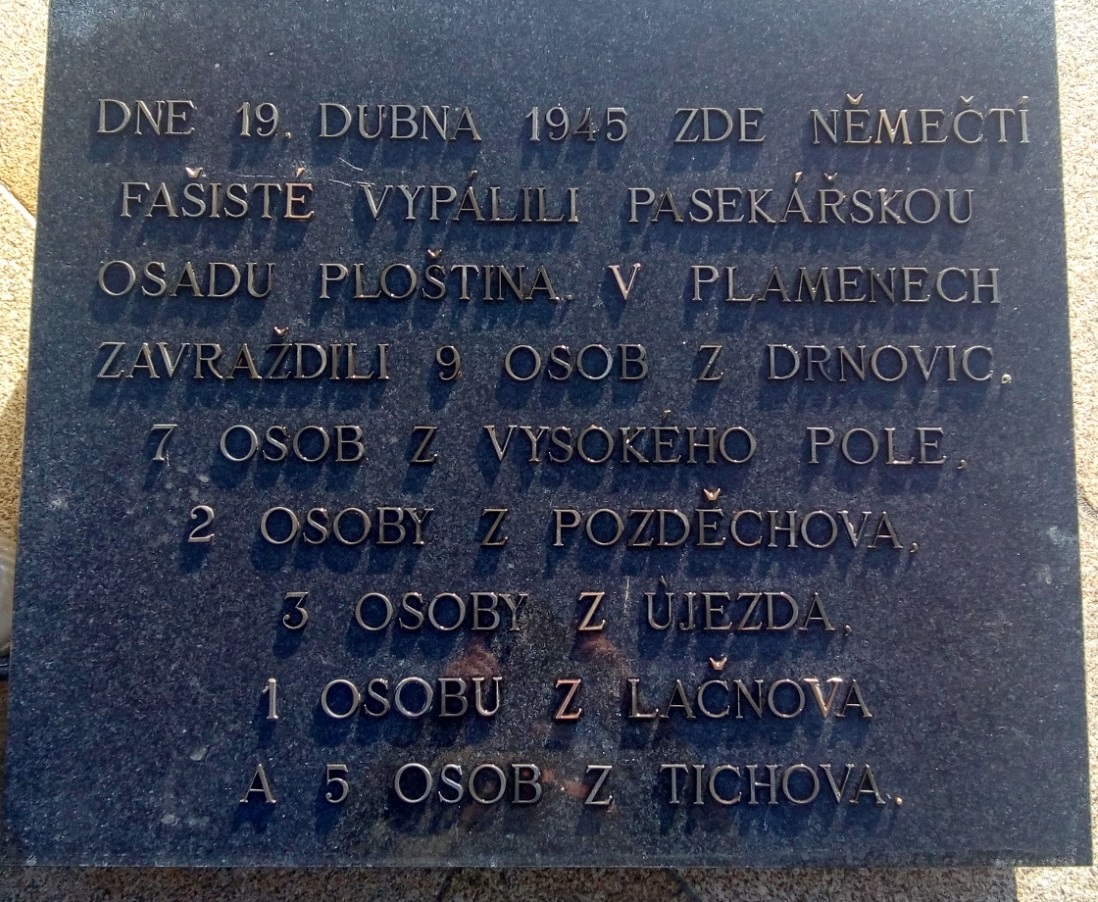 DNE 19. DUBNA 1945 ZDE NĚMEČTÍ
FAŠISTÉ VYPÁLILI PASEKÁŘSKOU
OSADU PLOŠTINA. V PLAMENECH
ZAVRAŽDILI 9 OSOB Z DRNOVIC,
7 OSOB Z VYSOKÉHO POLE,
2 OSOBY Z POZDĚCHOVA,
3 OSOBY Z ÚJEZDA,
1 OSOBU Z LAČNOVA
A 5 OSOB Z TICHOVA.